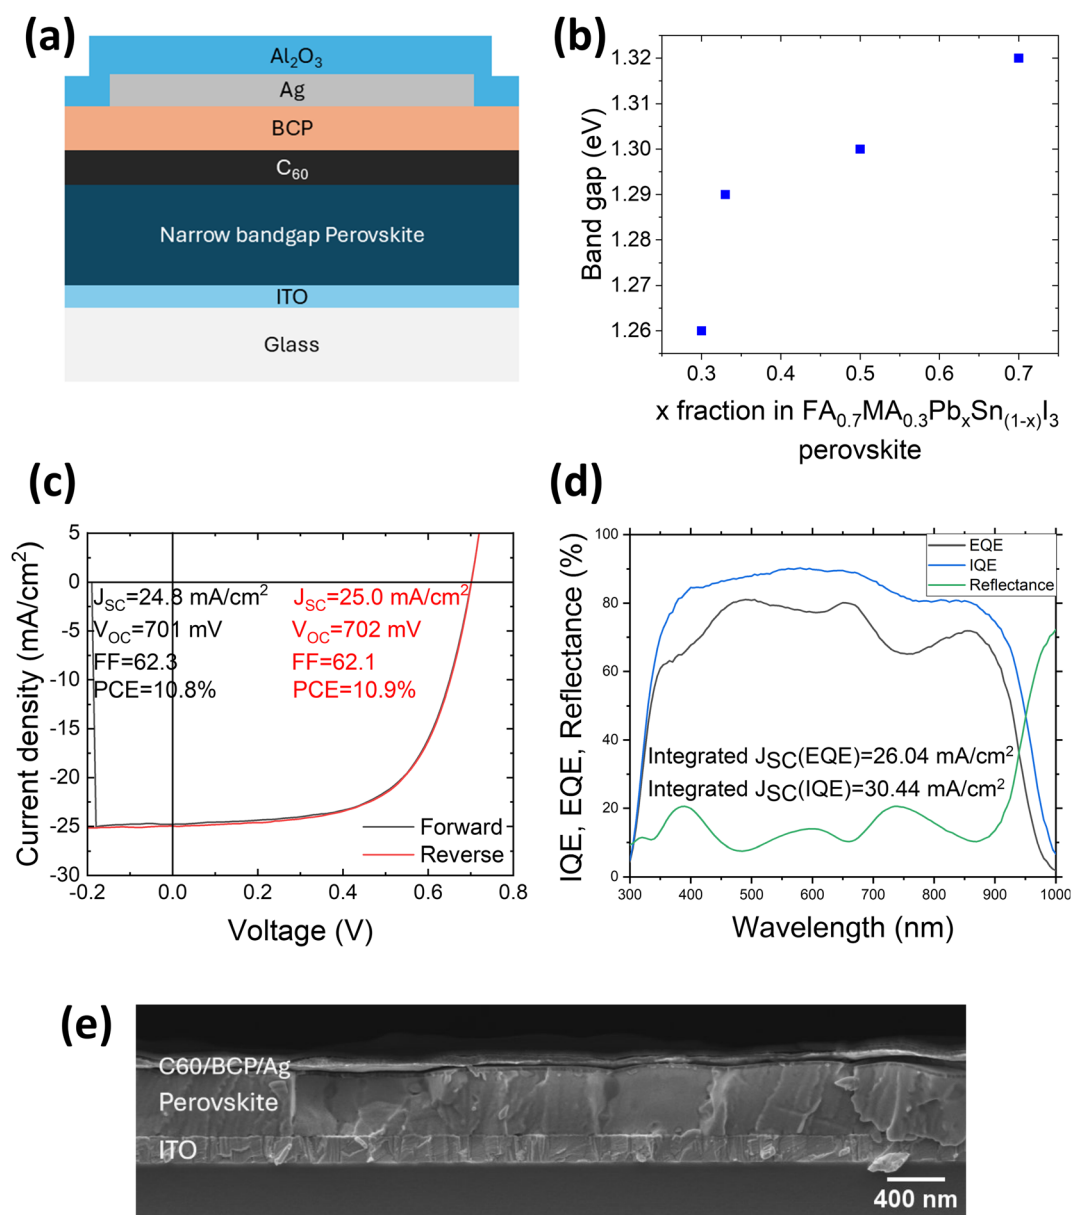 (a)
Al₂O₃
Ag
BCP
C₆₀
Narrow bandgap Perovskite
ITO
Glass
(b)
Band gap (eV)
1.32
1.31
1.30
1.29
1.28
1.27
1.26
0.3 0.4 0.5 0.6 0.7
x fraction in FA₀.₇MA₀.₃PbₓSn₍₁₋ₓ₎I₃
perovskite
(c)
Current density (mA/cm²)
5
0
-5
-10
-15
-20
-25
-30
J_SC=24.8 mA/cm²
V_OC=701 mV
FF=62.3
PCE=10.8%
J_SC=25.0 mA/cm²
V_OC=702 mV
FF=62.1
PCE=10.9%
Forward
Reverse
-0.2 0.0 0.2 0.4 0.6 0.8
Voltage (V)
(d)
IQE, EQE, Reflectance (%)
100
80
60
40
20
0
EQE
IQE
Reflectance
Integrated J_SC(EQE)=26.04 mA/cm²
Integrated J_SC(IQE)=30.44 mA/cm²
300 400 500 600 700 800 900 1000
Wavelength (nm)
(e)
C60/BCP/Ag
Perovskite
ITO
400 nm